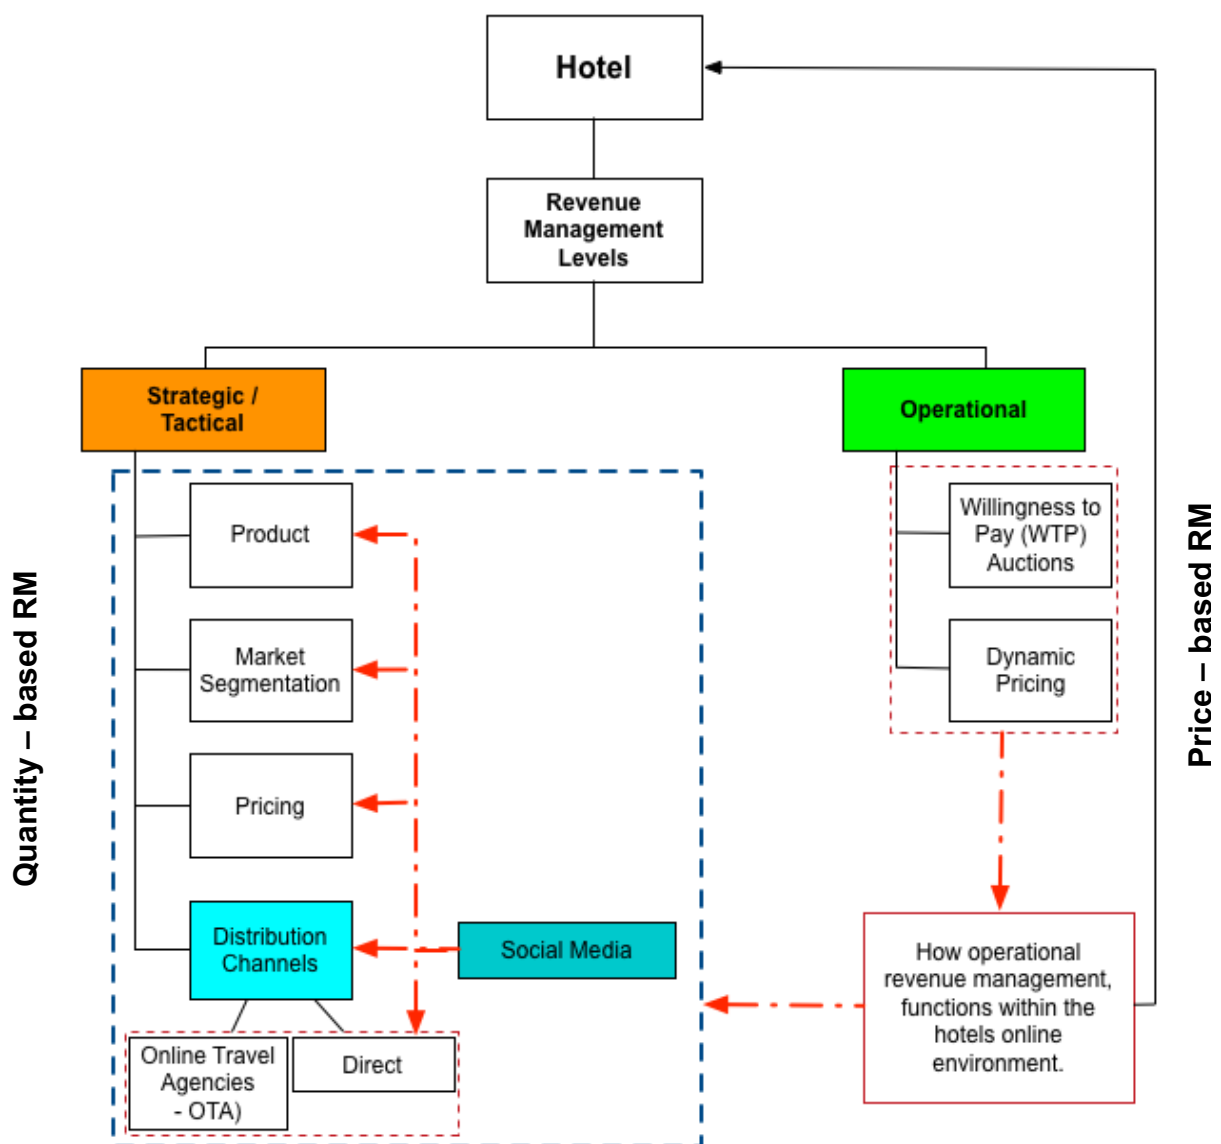 Hotel
Revenue
Management
Levels
Strategic /
Tactical
Operational
Product
Willingness to
Pay (WTP)
Auctions
Market
Segmentation
Dynamic
Pricing
Quantity – based RM
Price – based RM
Pricing
Distribution
Channels
Social Media
How operational
revenue management,
functions within the
hotels online
environment.
Online Travel
Agencies
- OTA)
Direct